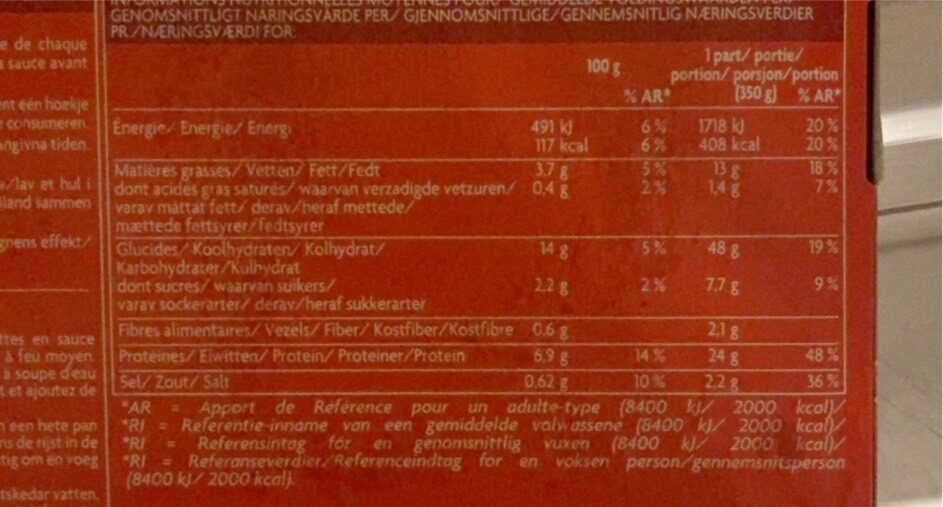 GENOMSNITTLIGT NÄRINGSVÄRDE PER/ GJENNOMSNITTLIGE/ GENNEMSNITLIG NÆRINGSVERDIER
PR /NÆRINGSVÆRDI FOR:
e de chaque
a sauce avant
ent één hoekje
e consumeren.
angivna tiden.
v/lav et hul i
land sammen
gnens effekt/
ttes en sauce
à feu moyen.
à soupe d'eau
t et ajoutez de
n een hete pan
ns de rijst in de
tig om en voeg
tskedar vatten,
100 g
1 part/ portie/
portion/ porsjon/portion
% AR* (350 g) % AR*
Énergie/ Energie/ Energi 491 kJ 6 % 1718 kJ 20 %
117 kcal 6 % 408 kcal 20 %
Matières grasses/ Vetten/ Fett/Fedt 3,7 g 5 % 13 g 18 %
dont acides gras saturés/ waarvan verzadigde vetzuren/ 0,4 g 2 % 1,4 g 7 %
varav mättat fett/ derav/heraf mettede/
mættede fettsyrer/fedtsyrer
Glucides/ Koolhydraten/ Kolhydrat/ 14 g 5 % 48 g 19 %
Karbohydrater/Kulhydrat
dont sucres/ waarvan suikers/ 2,2 g 2 % 7,7 g 9 %
varav sockerarter/ derav/heraf sukkerarter
Fibres alimentaires/ Vezels/ Fiber/ Kostfiber/Kostfibre 0,6 g 2,1 g
Protéines/ Eiwitten/ Protein/ Proteiner/Protein 6,9 g 14 % 24 g 48 %
Sel/ Zout/ Salt 0,62 g 10 % 2,2 g 36 %
*AR = Apport de Référence pour un adulte-type (8400 kJ/ 2000 kcal)/
*RI = Referentie-inname van een gemiddelde volwassene (8400 kJ/ 2000 kcal)/
*RI = Referensintag för en genomsnittlig vuxen (8400 kJ/ 2000 kcal)/
*RI = Referanseverdier/Referenceindtag for en voksen person/gennemsnitsperson
(8400 kJ/ 2000 kcal).